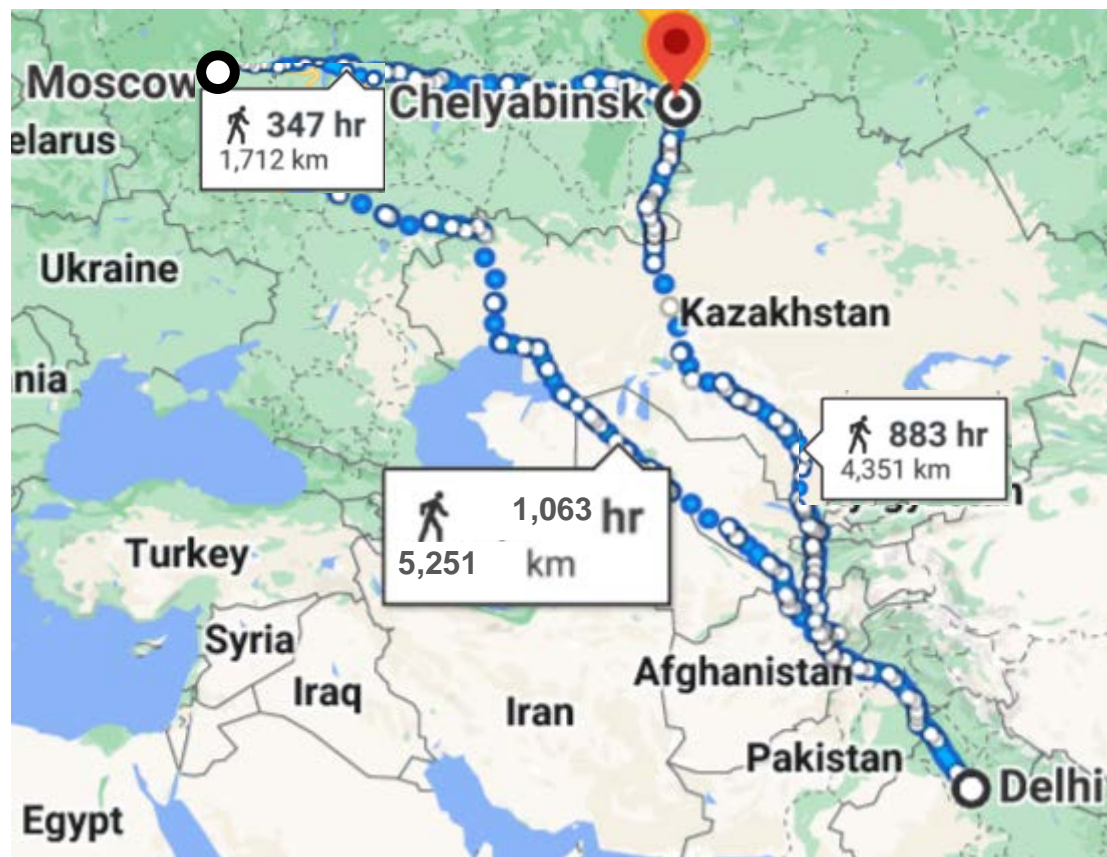 Moscow
Chelyabinsk
347 hr
1,712 km
elarus
Ukraine
Kazakhstan
nia
883 hr
4,351 km
1,063 hr
5,251 km
Turkey
Syria
Afghanistan
Iraq
Iran
Pakistan
Delhi
Egypt